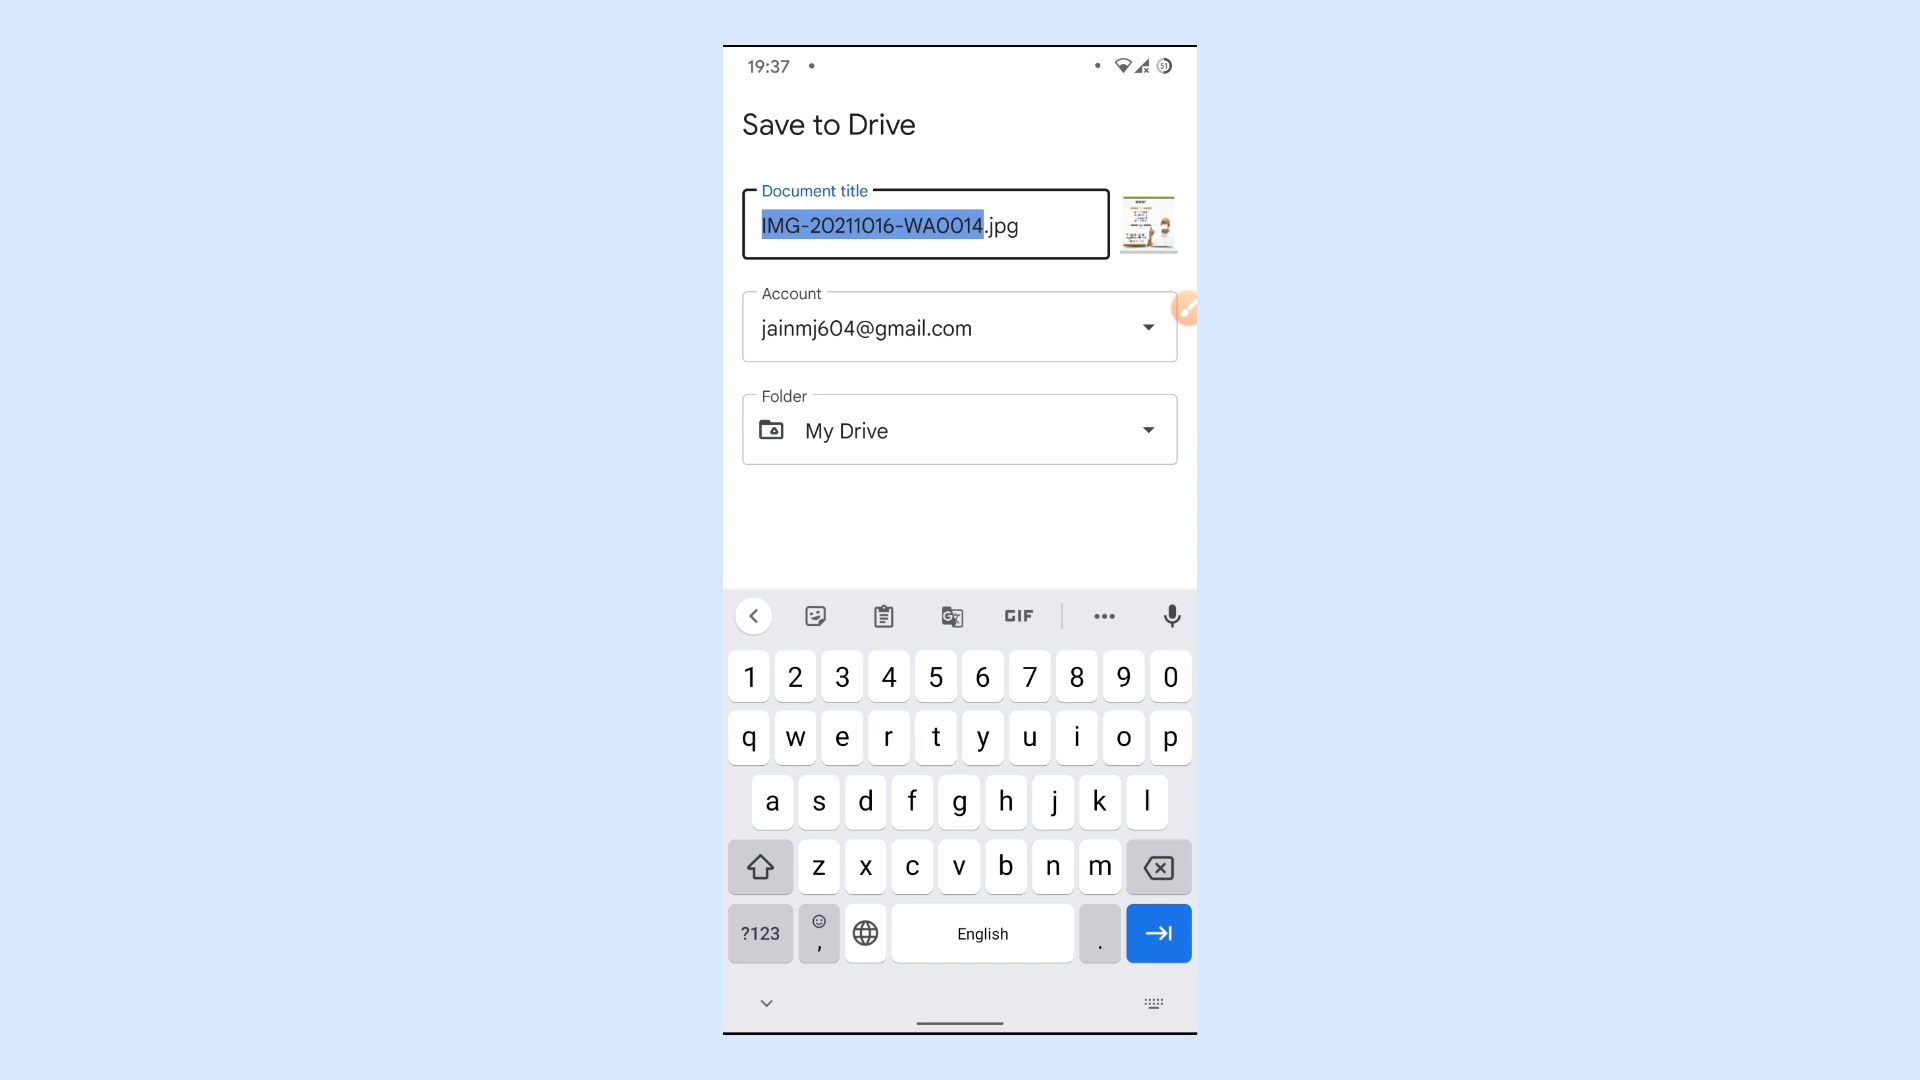 19:37
51
Save to Drive
Document title
IMG-20211016-WA0014.jpg
Account
jainmj604@gmail.com
Folder
My Drive
GIF
1 2 3 4 5 6 7 8 9 0
q w e r t y u i o p
a s d f g h j k l
z x c v b n m
?123 , English .